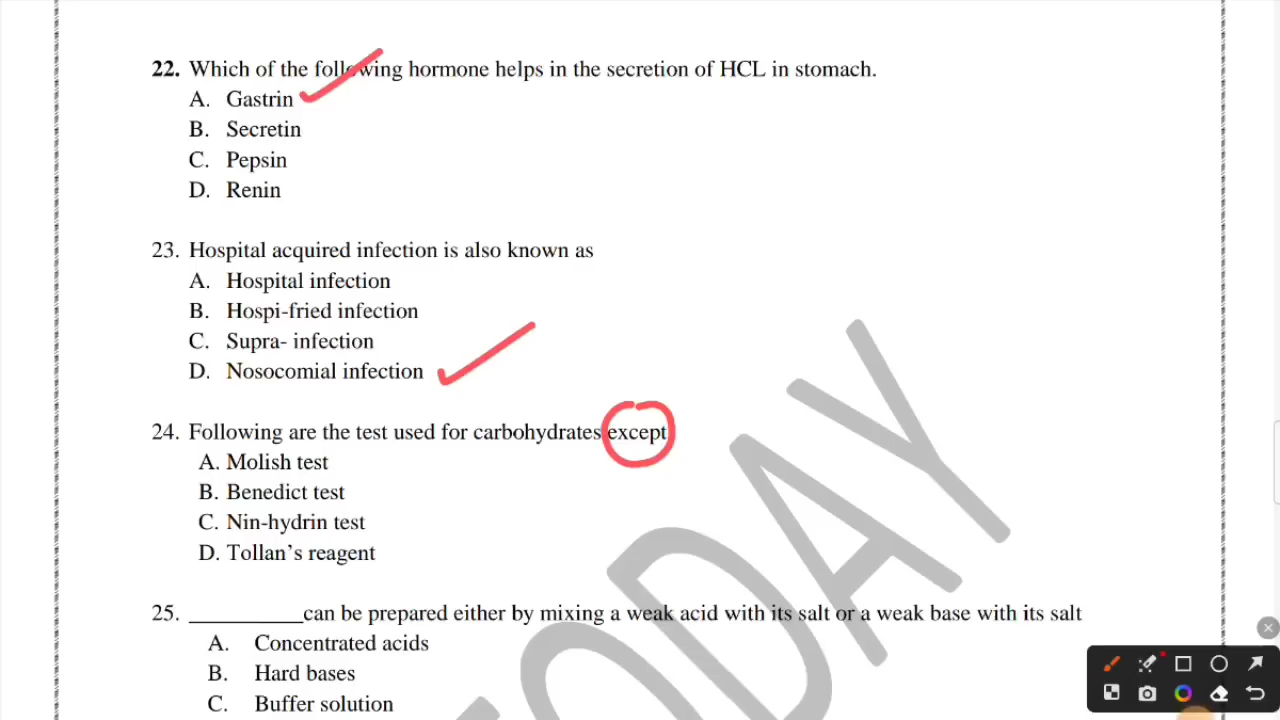 22. Which of the following hormone helps in the secretion of HCL in stomach.
A. Gastrin
B. Secretin
C. Pepsin
D. Renin
23. Hospital acquired infection is also known as
A. Hospital infection
B. Hospi-fried infection
C. Supra- infection
D. Nosocomial infection
24. Following are the test used for carbohydrates except
A. Molish test
B. Benedict test
C. Nin-hydrin test
D. Tollan’s reagent
25. __________can be prepared either by mixing a weak acid with its salt or a weak base with its salt
A. Concentrated acids
B. Hard bases
C. Buffer solution
TODAY